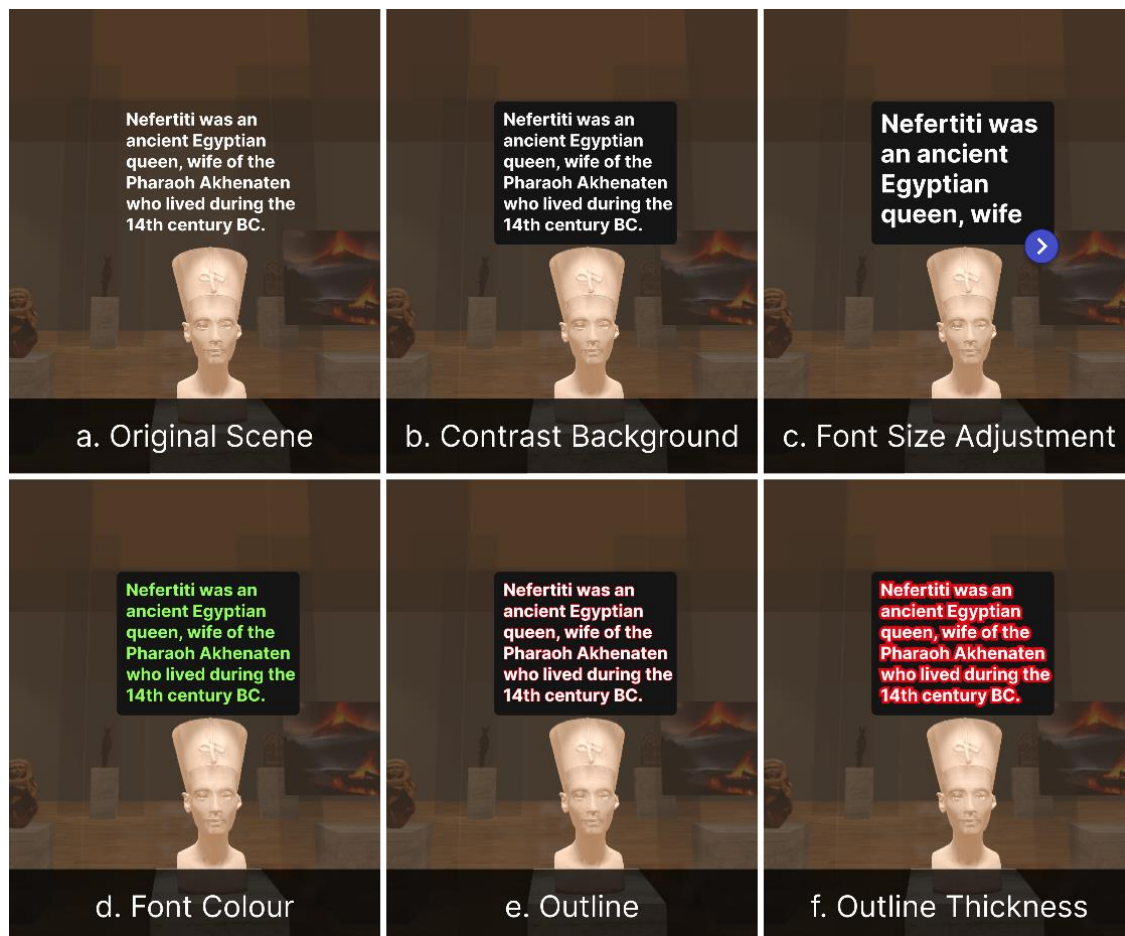 Nefertiti was an
ancient Egyptian
queen, wife of the
Pharaoh Akhenaten
who lived during the
14th century BC.
a. Original Scene
Nefertiti was an
ancient Egyptian
queen, wife of the
Pharaoh Akhenaten
who lived during the
14th century BC.
b. Contrast Background
Nefertiti was
an ancient
Egyptian
queen, wife
c. Font Size Adjustment
Nefertiti was an
ancient Egyptian
queen, wife of the
Pharaoh Akhenaten
who lived during the
14th century BC.
d. Font Colour
Nefertiti was an
ancient Egyptian
queen, wife of the
Pharaoh Akhenaten
who lived during the
14th century BC.
e. Outline
Nefertiti was an
ancient Egyptian
queen, wife of the
Pharaoh Akhenaten
who lived during the
14th century BC.
f. Outline Thickness